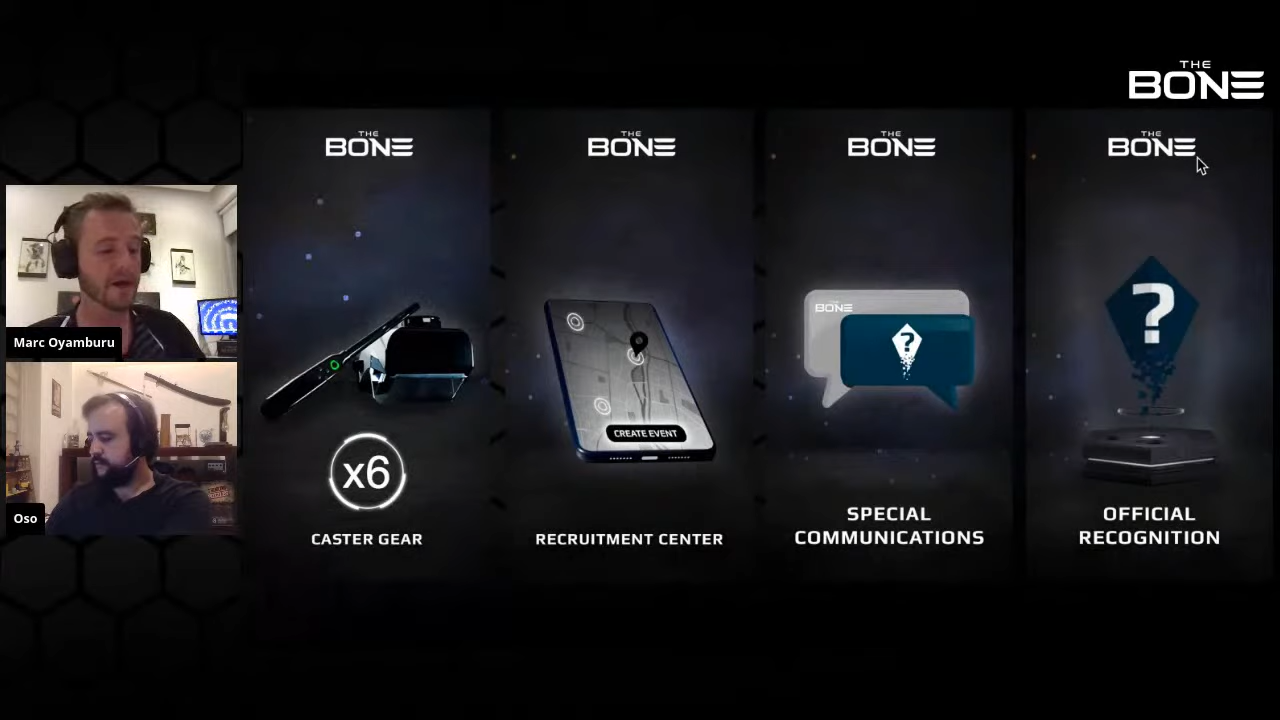 THE
BONE
THE
BONE
THE
BONE
THE
BONE
THE
BONE
Marc Oyamburu
Oso
x6
CASTER GEAR
CREATE EVENT
RECRUITMENT CENTER
THE
BONE
?
SPECIAL
COMMUNICATIONS
?
OFFICIAL
RECOGNITION